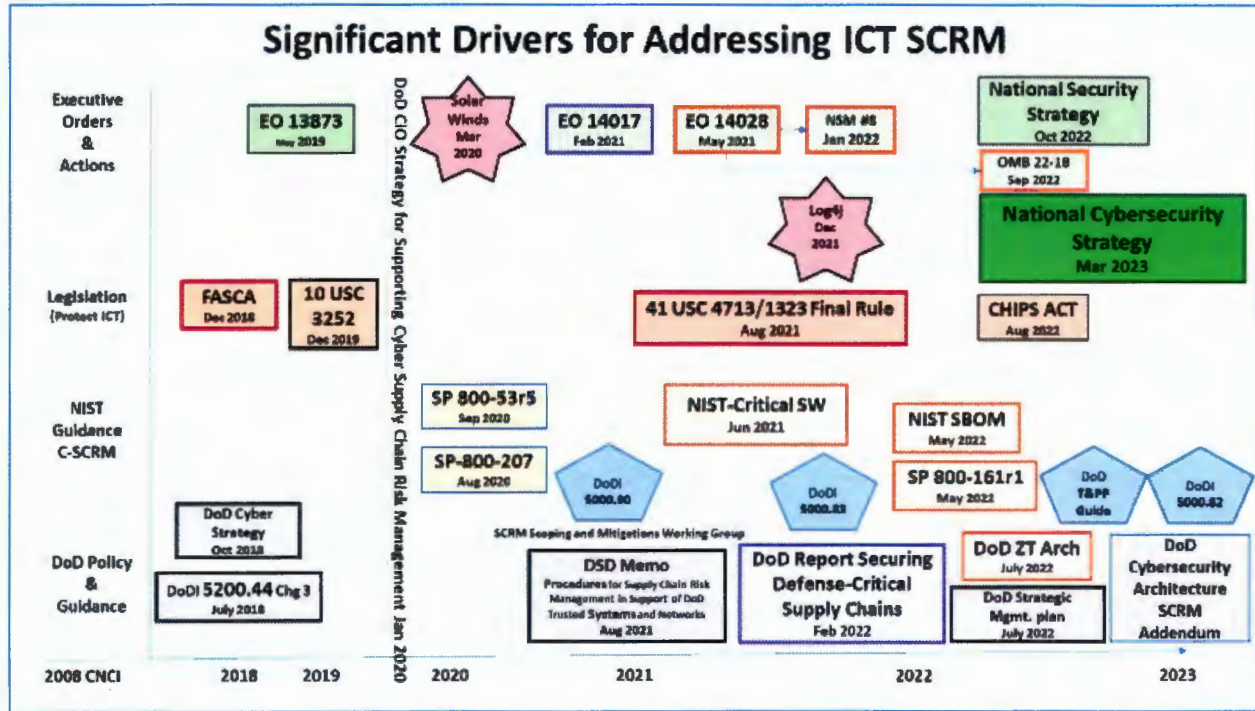 Significant Drivers for Addressing ICT SCRM
Executive
Orders
&
Actions
EO 13873
May 2019
DoD CIO Strategy for Supporting Cyber Supply Chain Risk Management Jan 2020
Solar
Winds
Mar
2020
EO 14017
Feb 2021
EO 14028
May 2021
NSM #8
Jan 2022
National Security
Strategy
Oct 2022
OMB 22-18
Sep 2022
Log4j
Dec
2021
National Cybersecurity
Strategy
Mar 2023
Legislation
(Protect ICT)
FASCA
Dec 2018
10 USC
3252
Dec 2019
41 USC 4713/1323 Final Rule
Aug 2021
CHIPS ACT
Aug 2022
NIST
Guidance
C-SCRM
SP 800-53r5
Sep 2020
SP-800-207
Aug 2020
NIST-Critical SW
Jun 2021
NIST SBOM
May 2022
SP 800-161r1
May 2022
DoDI
5000.90
DoDI
5000.83
DoD
T&PP
Guide
DoDI
5000.82
DoD Policy
&
Guidance
DoD Cyber
Strategy
Oct 2018
DoDI 5200.44 Chg 3
July 2018
SCRM Scoping and Mitigations Working Group
DSD Memo
Procedures for Supply Chain Risk
Management in Support of DoD
Trusted Systems and Networks
Aug 2021
DoD Report Securing
Defense-Critical
Supply Chains
Feb 2022
DoD ZT Arch
July 2022
DoD Strategic
Mgmt. plan
July 2022
DoD
Cybersecurity
Architecture
SCRM
Addendum
2008 CNCI
2018
2019
2020
2021
2022
2023